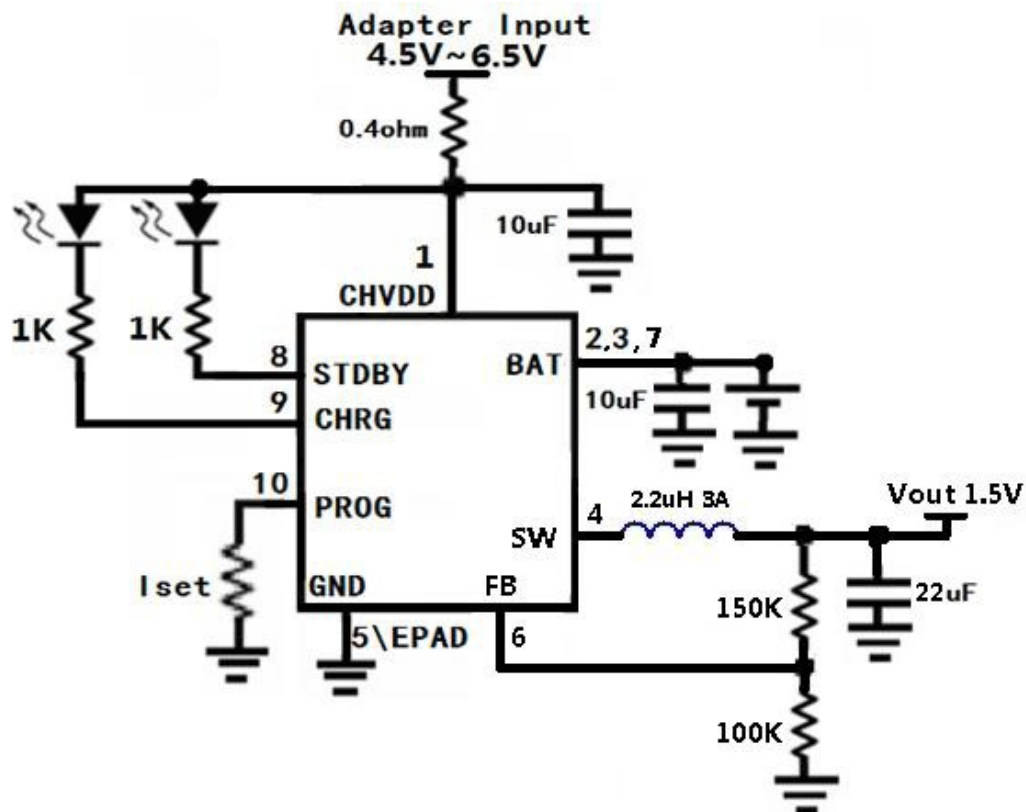 Adapter Input
4.5V~6.5V
0.4ohm
10uF
1
CHVDD
1K
1K
2,3,7
8
STDBY
BAT
9
CHRG
10uF
10
PROG
2.2uH 3A
Vout 1.5V
4
SW
Iset
GND
FB
150K
22uF
5\EPAD
6
100K